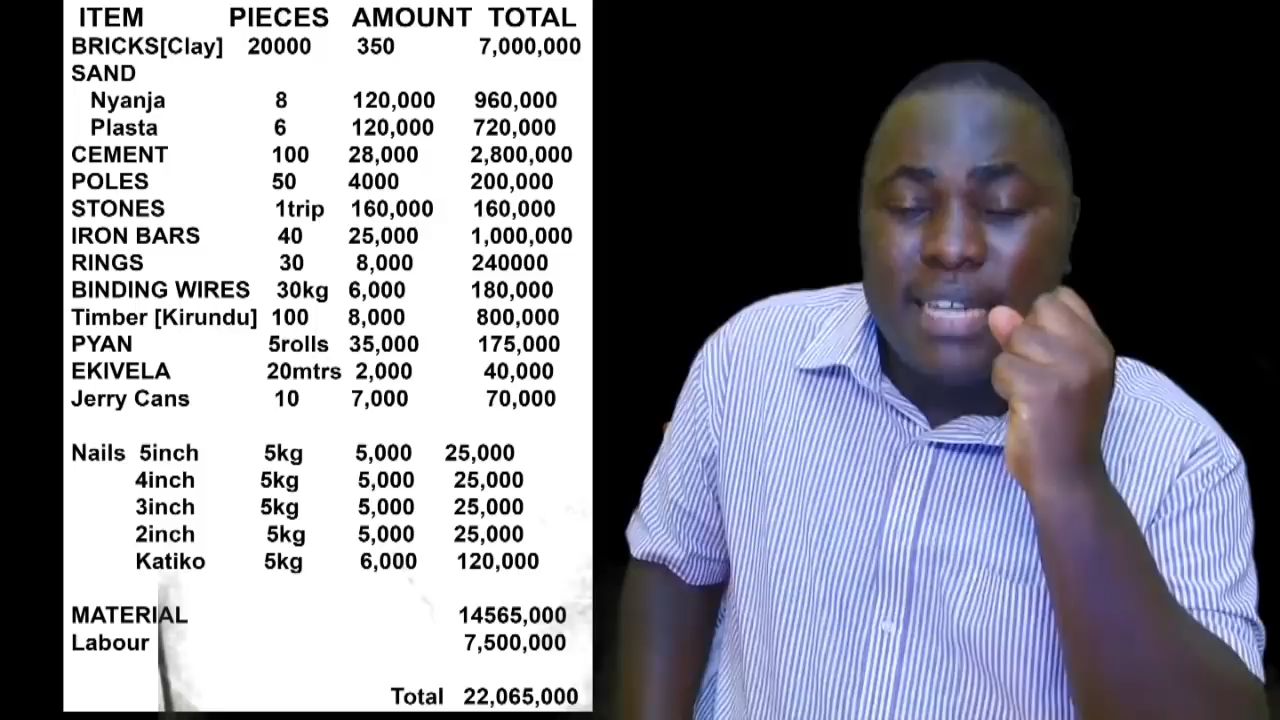 ITEM PIECES AMOUNT TOTAL
BRICKS[Clay] 20000 350 7,000,000
SAND
Nyanja 8 120,000 960,000
Plasta 6 120,000 720,000
CEMENT 100 28,000 2,800,000
POLES 50 4000 200,000
STONES 1trip 160,000 160,000
IRON BARS 40 25,000 1,000,000
RINGS 30 8,000 240000
BINDING WIRES 30kg 6,000 180,000
Timber [Kirundu] 100 8,000 800,000
PYAN 5rolls 35,000 175,000
EKIVELA 20mtrs 2,000 40,000
Jerry Cans 10 7,000 70,000
Nails 5inch 5kg 5,000 25,000
4inch 5kg 5,000 25,000
3inch 5kg 5,000 25,000
2inch 5kg 5,000 25,000
Katiko 5kg 6,000 120,000
MATERIAL 14565,000
Labour 7,500,000
Total 22,065,000